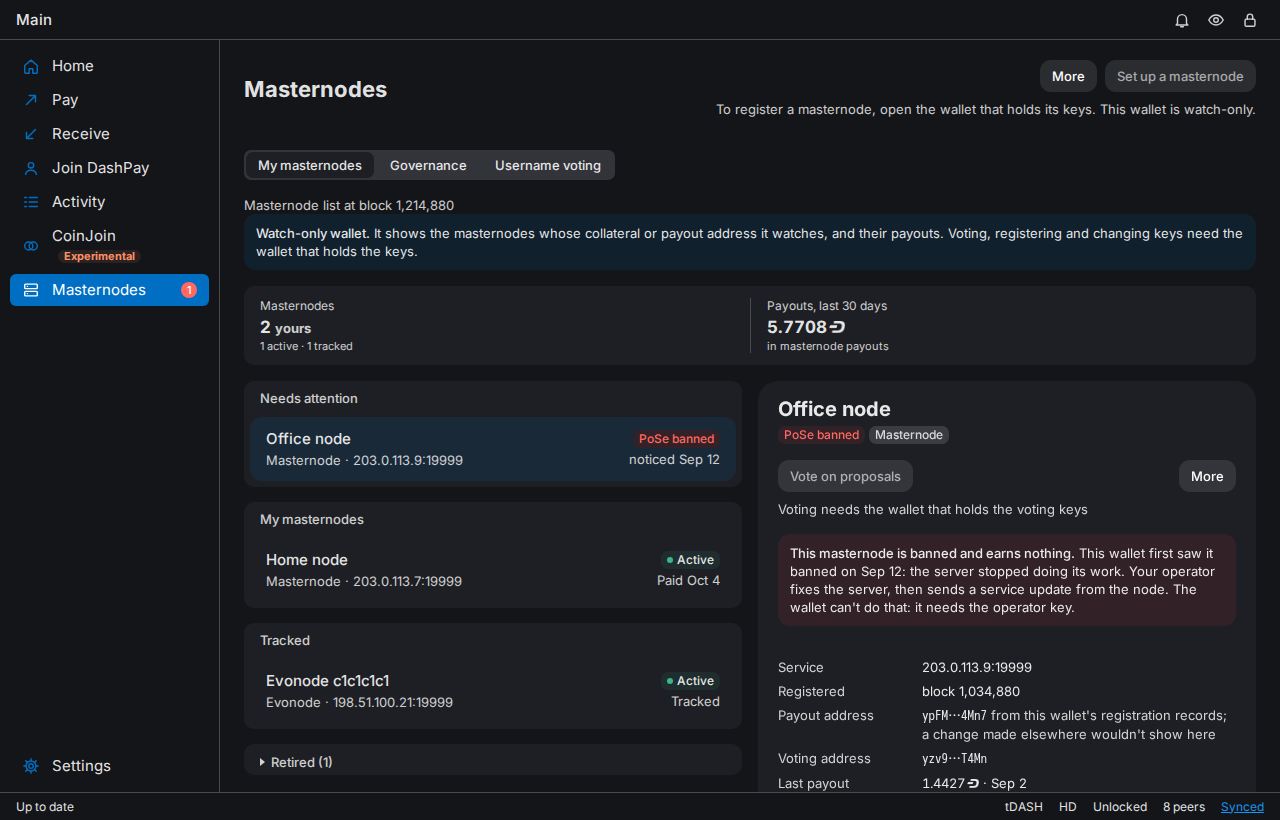 Main
Home
Pay
Receive
Join DashPay
Activity
CoinJoin
Experimental
Masternodes
1
Settings
Masternodes
More
Set up a masternode
To register a masternode, open the wallet that holds its keys. This wallet is watch-only.
My masternodes
Governance
Username voting
Masternode list at block 1,214,880
Watch-only wallet. It shows the masternodes whose collateral or payout address it watches, and their payouts. Voting, registering and changing keys need the
wallet that holds the keys.
Masternodes
2 yours
1 active · 1 tracked
Payouts, last 30 days
5.7708
in masternode payouts
Needs attention
Office node
PoSe banned
Masternode · 203.0.113.9:19999
noticed Sep 12
My masternodes
Home node
Active
Masternode · 203.0.113.7:19999
Paid Oct 4
Tracked
Evonode c1c1c1c1
Active
Evonode · 198.51.100.21:19999
Tracked
Retired (1)
Office node
PoSe banned
Masternode
Vote on proposals
More
Voting needs the wallet that holds the voting keys
This masternode is banned and earns nothing. This wallet first saw it
banned on Sep 12: the server stopped doing its work. Your operator
fixes the server, then sends a service update from the node. The
wallet can't do that: it needs the operator key.
Service
203.0.113.9:19999
Registered
block 1,034,880
Payout address
ypFM⋯4Mn7 from this wallet's registration records;
a change made elsewhere wouldn't show here
Voting address
yzv9⋯T4Mn
Last payout
1.4427 · Sep 2
Up to date
tDASH
HD
Unlocked
8 peers
Synced